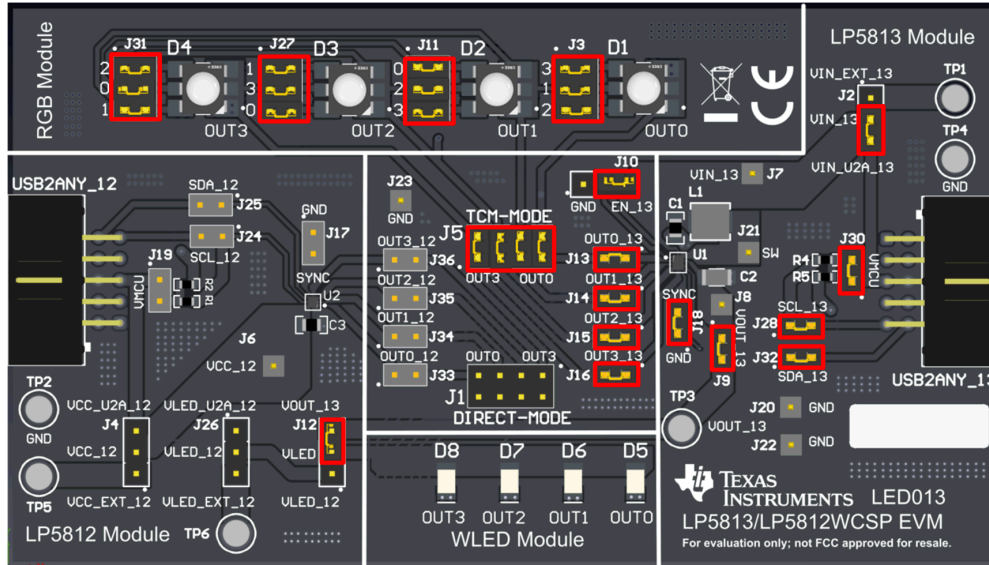 RGB Module
J31
D4
2
0
1
OUT3
J27
D3
1
3
0
OUT2
J11
D2
0
2
3
OUT1
J3
D1
3
1
2
OUT0
LP5813 Module
VIN_EXT_13
J2
VIN_13
VIN_U2A_13
TP1
TP4
GND
USB2ANY_12
SDA_12
J25
J24
SCL_12
J19
VMCU
R2
R1
GND
J17
SYNC
U2
C3
J6
VCC_12
TP2
GND
TP5
VCC_U2A_12
J4
VCC_12
VCC_EXT_12
VLED_U2A_12
J26
VLED_12
VLED_EXT_12
VOUT_13
J12
VLED
VLED_12
LP5812 Module
TP6
J23
GND
J10
GND
EN_13
TCM-MODE
J5
OUT3
OUT0
OUT3_12
J36
OUT2_12
J35
OUT1_12
J34
OUT0_12
J33
OUT0_13
J13
OUT1_13
J14
OUT2_13
J15
OUT3_13
J16
OUT0
OUT3
J1
DIRECT-MODE
D8
D7
D6
D5
OUT3
OUT2
OUT1
OUT0
WLED Module
VIN_13
J7
L1
C1
U1
J21
SW
C2
SYNC
J18
GND
J8
VOUT_13
J9
R4
R5
J30
VMCU
SCL_13
J28
J32
SDA_13
USB2ANY_13
TP3
VOUT_13
J20
GND
J22
GND
TEXAS
INSTRUMENTS
LED013
LP5813/LP5812WCSP EVM
For evaluation only; not FCC approved for resale.